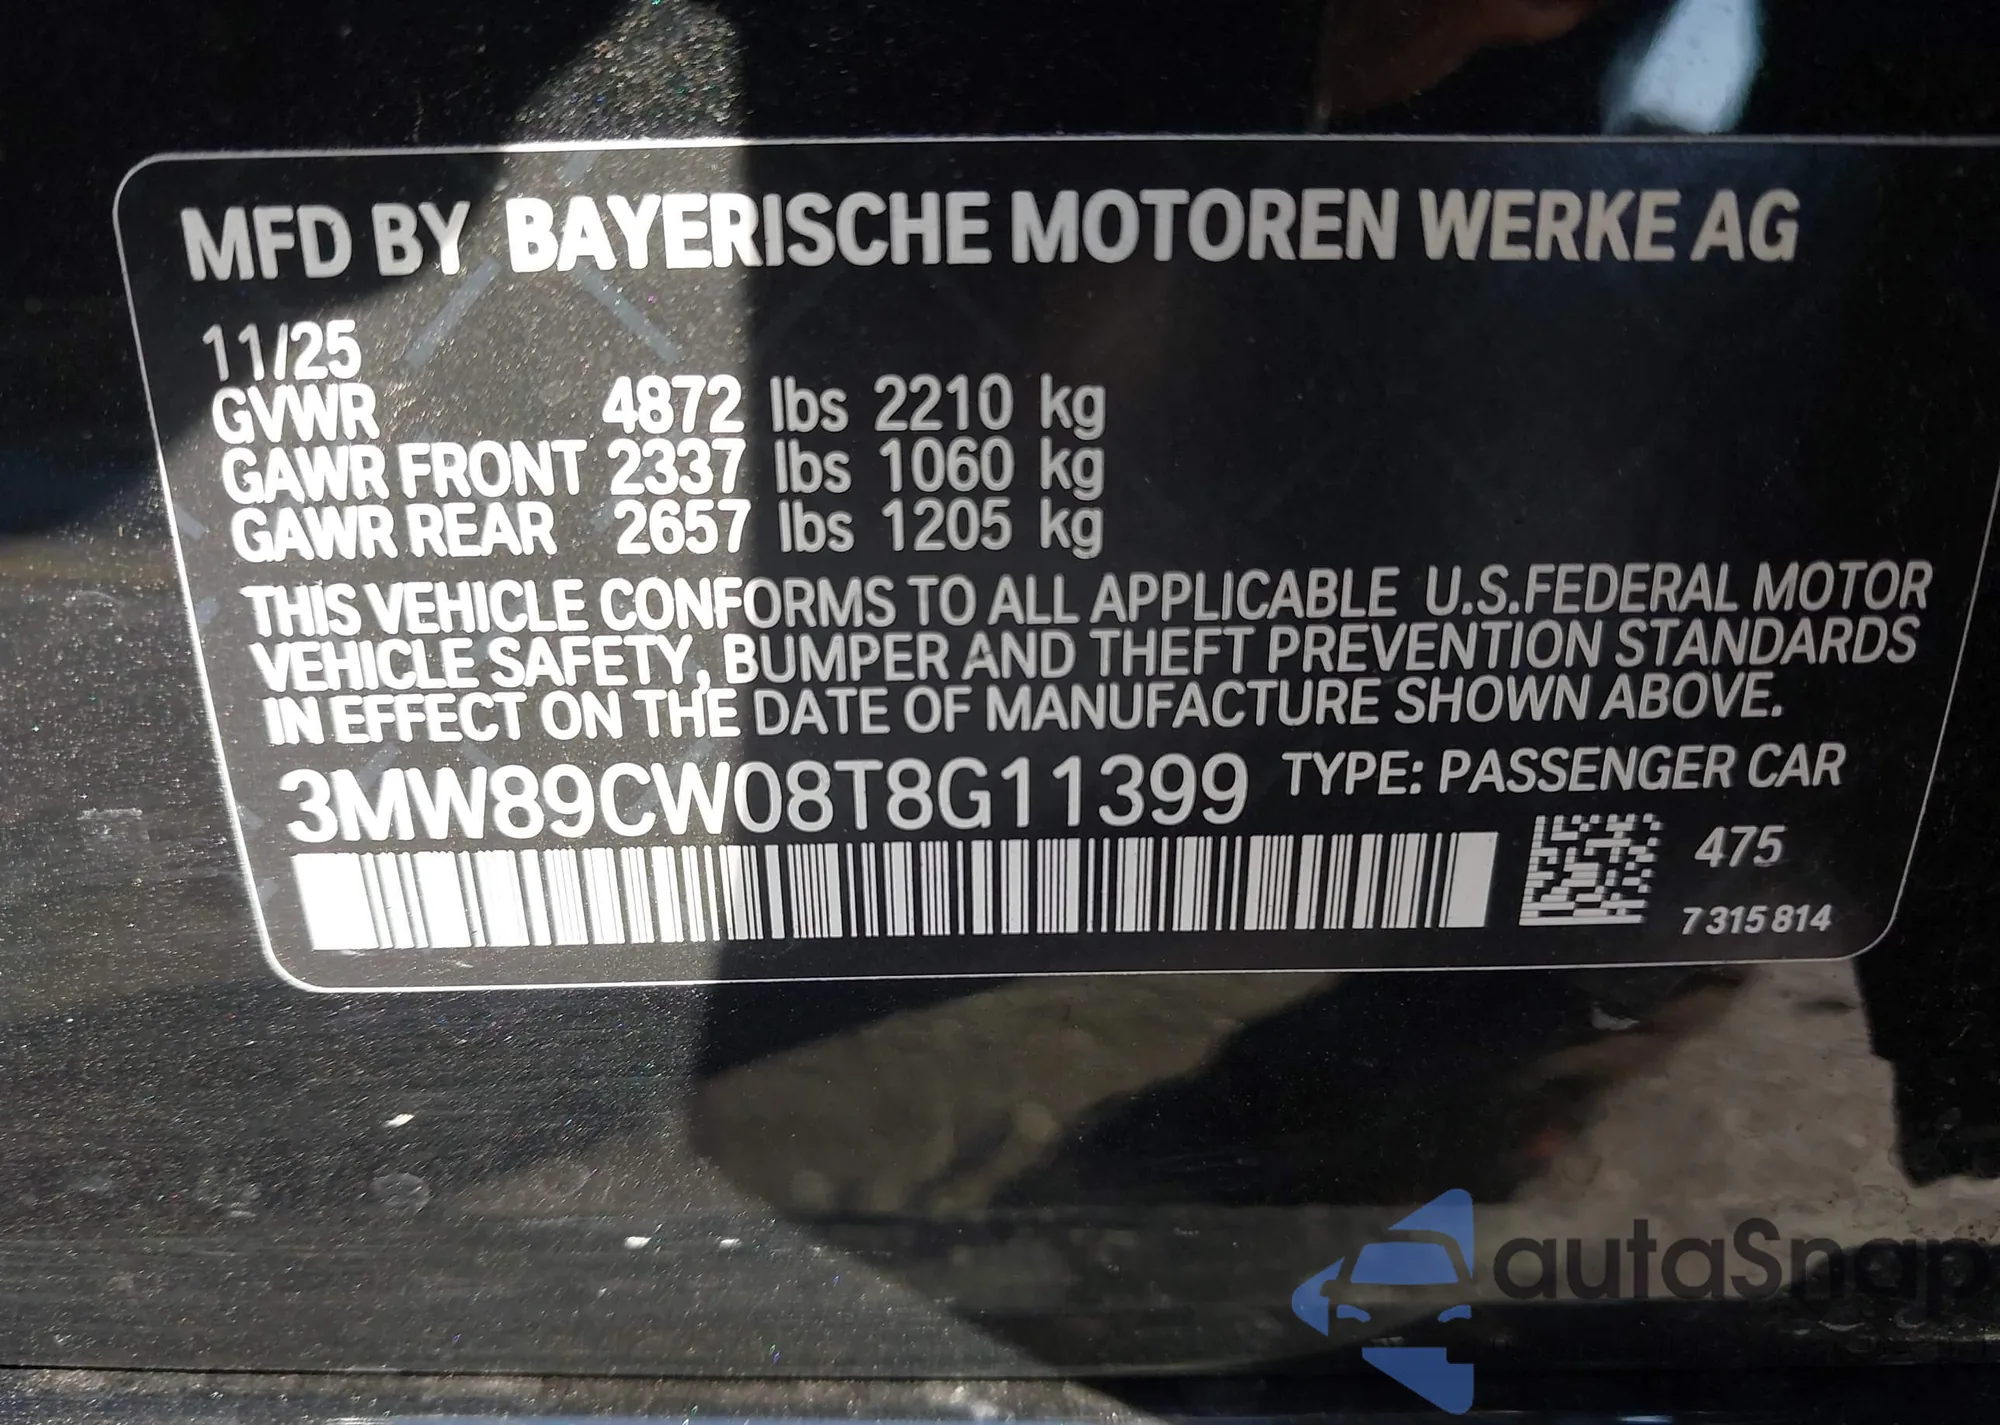 MFD BY BAYERISCHE MOTOREN WERKE AG
11/25
GVWR 4872 lbs 2210 kg
GAWR FRONT 2337 lbs 1060 kg
GAWR REAR 2657 lbs 1205 kg
THIS VEHICLE CONFORMS TO ALL APPLICABLE U.S.FEDERAL MOTOR
VEHICLE SAFETY, BUMPER AND THEFT PREVENTION STANDARDS
IN EFFECT ON THE DATE OF MANUFACTURE SHOWN ABOVE.
3MW89CW08T8G11399 TYPE: PASSENGER CAR
475
7 315 814
autaSnap